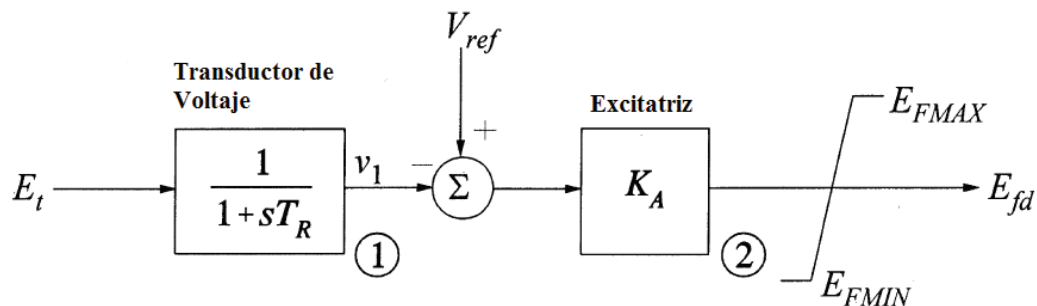 V_ref
Transductor de
Voltaje
Excitatriz
E_FMAX
+
−
E_t
1
1+sT_R
v_1
Σ
K_A
E_fd
①
②
E_FMIN